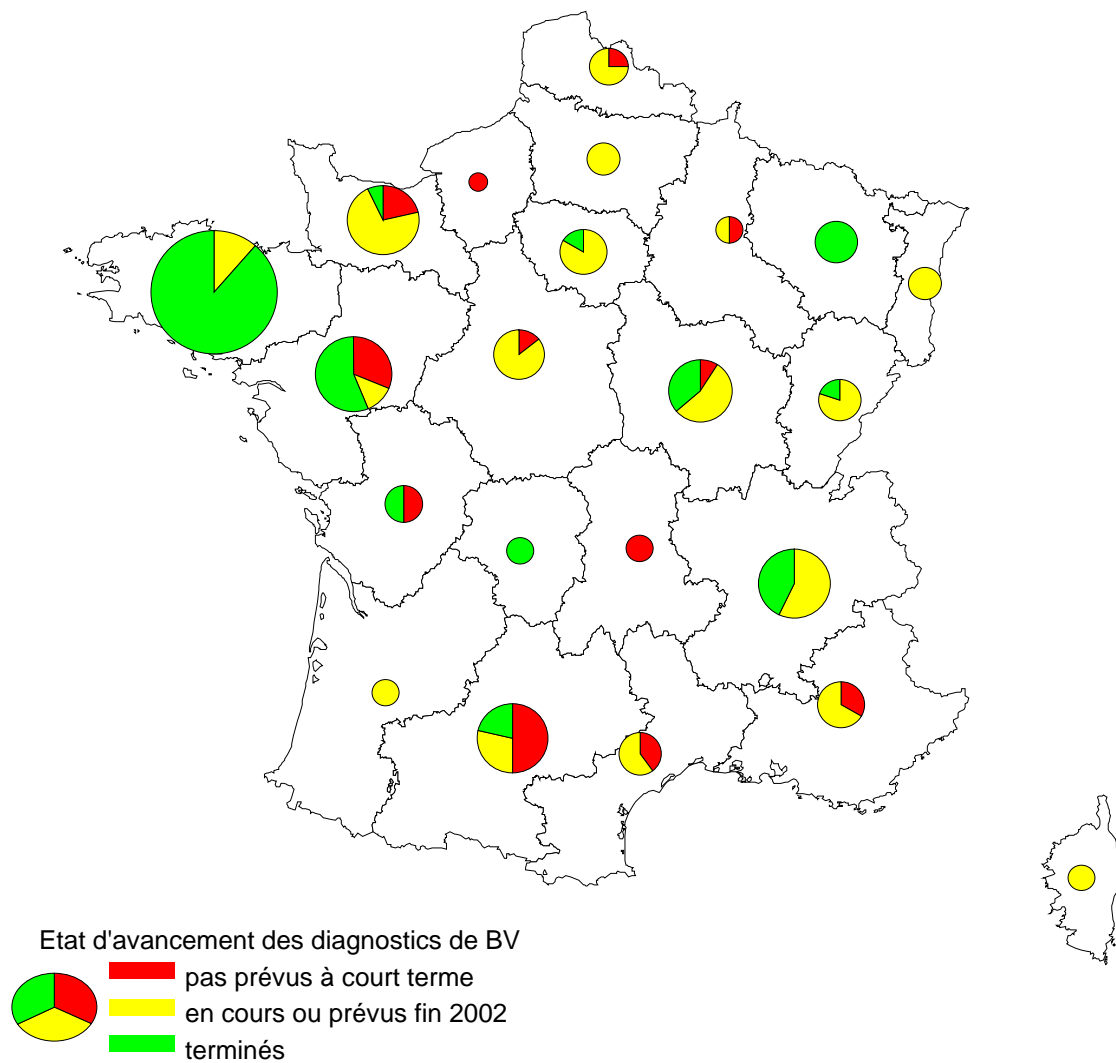 Etat d'avancement des diagnostics de BV
pas prévus à court terme
en cours ou prévus fin 2002
terminés